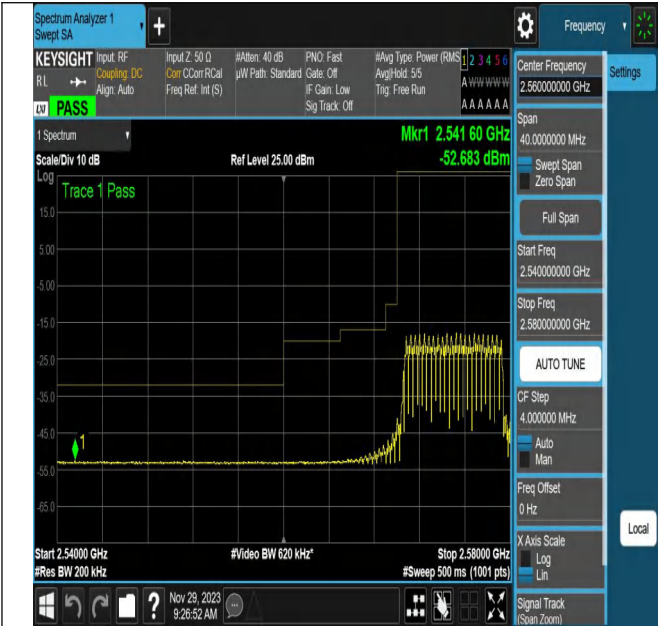 Spectrum Analyzer 1
Swept SA
+
Frequency
KEYSIGHT
RL
LXI
PASS
Input: RF
Coupling: DC
Align: Auto
Input Z: 50 Ω
Corr CCorr RCal
Freq Ref: Int (S)
#Atten: 40 dB
µW Path: Standard
PNO: Fast
Gate: Off
IF Gain: Low
Sig Track: Off
#Avg Type: Power (RMS
Avg|Hold: 5/5
Trig: Free Run
1 2 3 4 5 6
A W W W W W
A A A A A A
1 Spectrum
Scale/Div 10 dB
Ref Level 25.00 dBm
Mkr1 2.541 60 GHz
-52.683 dBm
Log
Trace 1 Pass
15.0
5.00
-5.00
-15.0
-25.0
-35.0
-45.0
-55.0
-65.0
1
Start 2.54000 GHz
#Video BW 620 kHz*
Stop 2.58000 GHz
#Res BW 200 kHz
#Sweep 500 ms (1001 pts)
Nov 29, 2023
9:26:52 AM
?
Center Frequency
2.560000000 GHz
Settings
Span
40.0000000 MHz
Swept Span
Zero Span
Full Span
Start Freq
2.540000000 GHz
Stop Freq
2.580000000 GHz
AUTO TUNE
CF Step
4.000000 MHz
Auto
Man
Freq Offset
0 Hz
X Axis Scale
Log
Lin
Local
Signal Track
(Span Zoom)